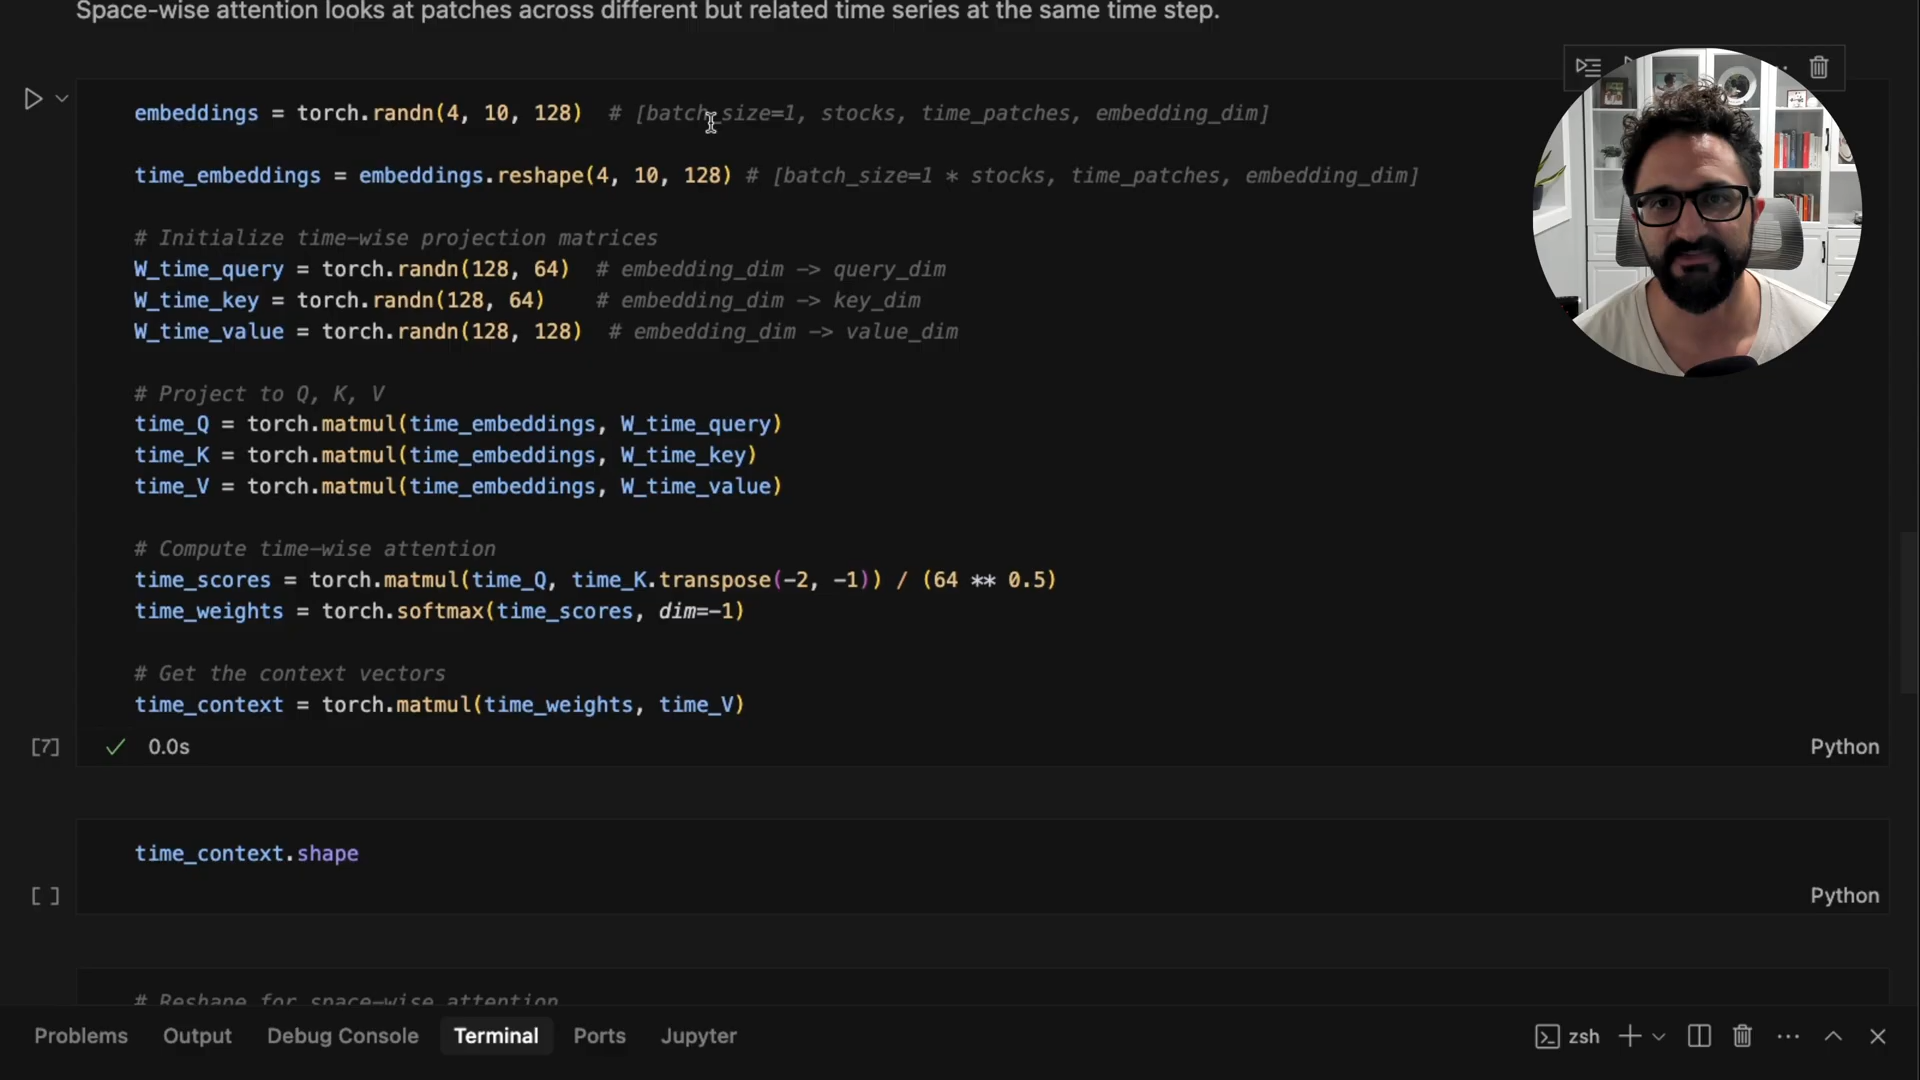 Space-wise attention looks at patches across different but related time series at the same time step.
embeddings = torch.randn(4, 10, 128)  # [batch_size=1, stocks, time_patches, embedding_dim]
time_embeddings = embeddings.reshape(4, 10, 128) # [batch_size=1 * stocks, time_patches, embedding_dim]
# Initialize time-wise projection matrices
W_time_query = torch.randn(128, 64)  # embedding_dim -> query_dim
W_time_key = torch.randn(128, 64)    # embedding_dim -> key_dim
W_time_value = torch.randn(128, 128)  # embedding_dim -> value_dim
# Project to Q, K, V
time_Q = torch.matmul(time_embeddings, W_time_query)
time_K = torch.matmul(time_embeddings, W_time_key)
time_V = torch.matmul(time_embeddings, W_time_value)
# Compute time-wise attention
time_scores = torch.matmul(time_Q, time_K.transpose(-2, -1)) / (64 ** 0.5)
time_weights = torch.softmax(time_scores, dim=-1)
# Get the context vectors
time_context = torch.matmul(time_weights, time_V)
[7] 0.0s Python
time_context.shape
[ ] Python
# Reshape for space-wise attention
Problems Output Debug Console Terminal Ports Jupyter zsh